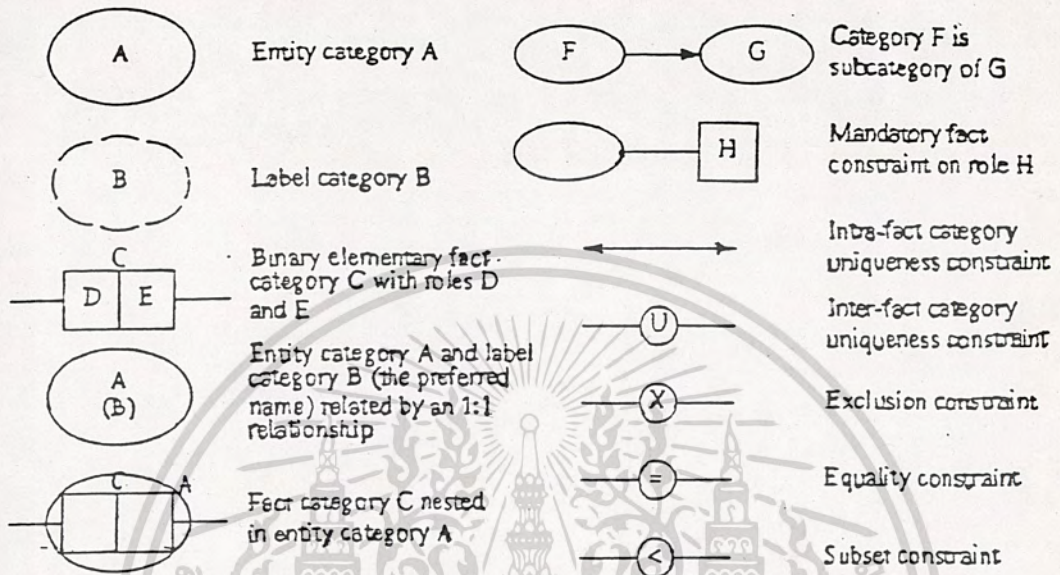 A
Entity category A
B
Label category B
C
D E
Binary elementary fact
category C with roles D
and E
A
(B)
Entity category A and label
category B (the preferred
name) related by an 1:1
relationship
C A
Fact category C nested
in entity category A
F G
Category F is
subcategory of G
H
Mandatory fact
constraint on role H
Intra-fact category
uniqueness constraint
U
Inter-fact category
uniqueness constraint
X
Exclusion constraint
=
Equality constraint
<
Subset constraint